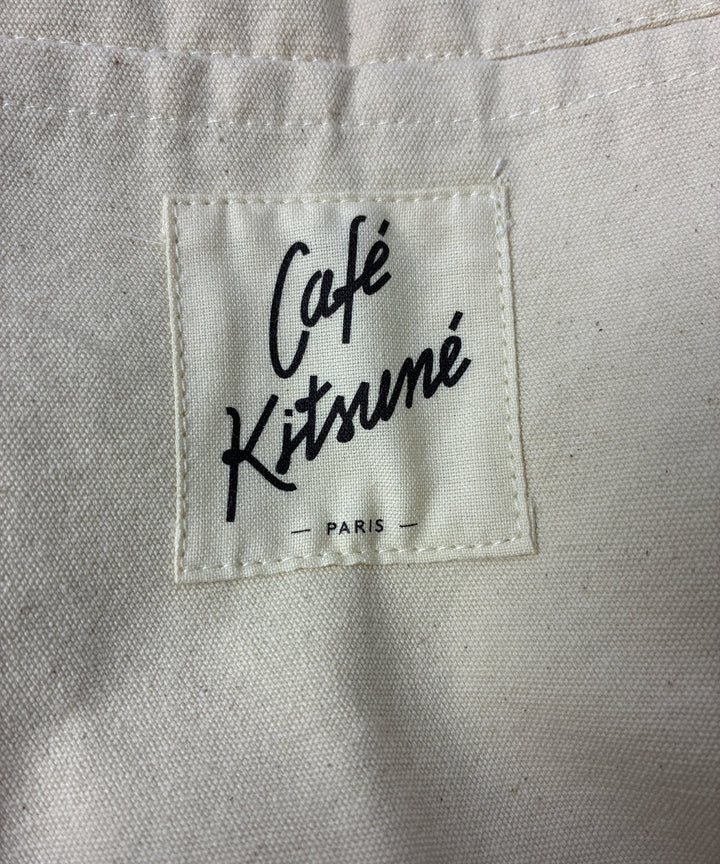 Café
Kitsuné
— PARIS —